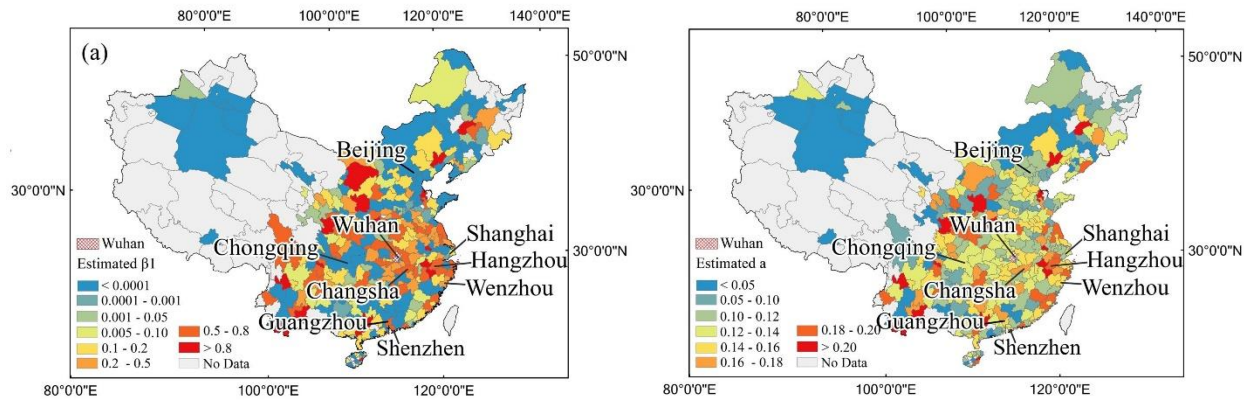 80°0'0"E 100°0'0"E 120°0'0"E 140°0'0"E
(a)
50°0'0"N
30°0'0"N
30°0'0"N
Beijing
Wuhan
Chongqing
Shanghai
Hangzhou
Changsha
Wenzhou
Guangzhou
Shenzhen
Wuhan
Estimated β1
< 0.0001
0.0001 - 0.001
0.001 - 0.05
0.005 - 0.10
0.1 - 0.2
0.2 - 0.5
0.5 - 0.8
> 0.8
No Data
80°0'0"E 100°0'0"E 120°0'0"E
80°0'0"E 100°0'0"E 120°0'0"E 140°0'0"E
50°0'0"N
30°0'0"N
30°0'0"N
Beijing
Wuhan
Chongqing
Shanghai
Hangzhou
Changsha
Wenzhou
Guangzhou
Shenzhen
Wuhan
Estimated a
< 0.05
0.05 - 0.10
0.10 - 0.12
0.12 - 0.14
0.14 - 0.16
0.16 - 0.18
0.18 - 0.20
> 0.20
No Data
80°0'0"E 100°0'0"E 120°0'0"E